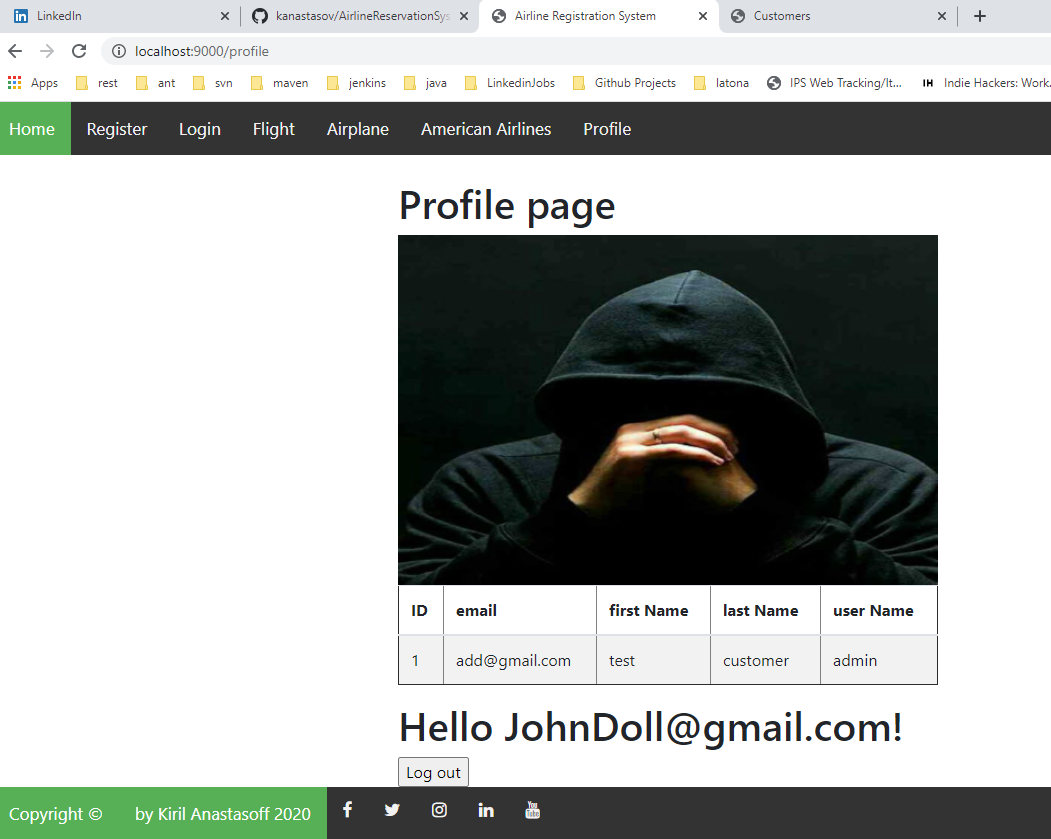 LinkedIn
kanastasov/AirlineReservationSys
Airline Registration System
Customers
localhost:9000/profile
Apps rest ant svn maven jenkins java LinkedinJobs Github Projects latona IPS Web Tracking/It... IH Indie Hackers: Work.
Home Register Login Flight Airplane American Airlines Profile
Profile page
ID email first Name last Name user Name
1 add@gmail.com test customer admin
Hello JohnDoll@gmail.com!
Log out
Copyright © by Kiril Anastasoff 2020
You Tube